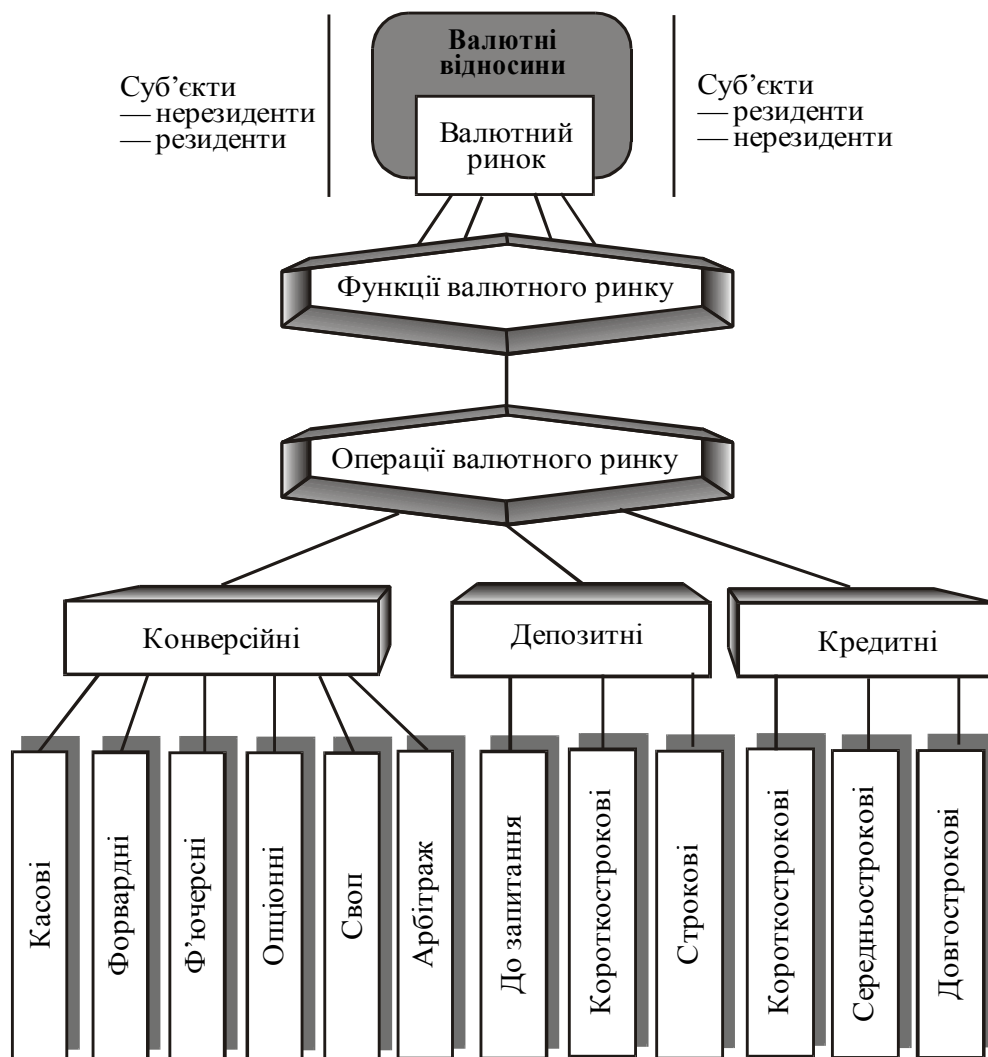 Валютні
відносини
Суб’єкти
— нерезиденти
— резиденти
Валютний
ринок
Суб’єкти
— резиденти
— нерезиденти
Функції валютного ринку
Операції валютного ринку
Конверсійні
Депозитні
Кредитні
Касові
Форвардні
Ф’ючерсні
Опціонні
Своп
Арбітраж
До запитання
Короткострокові
Строкові
Короткострокові
Середньострокові
Довгострокові